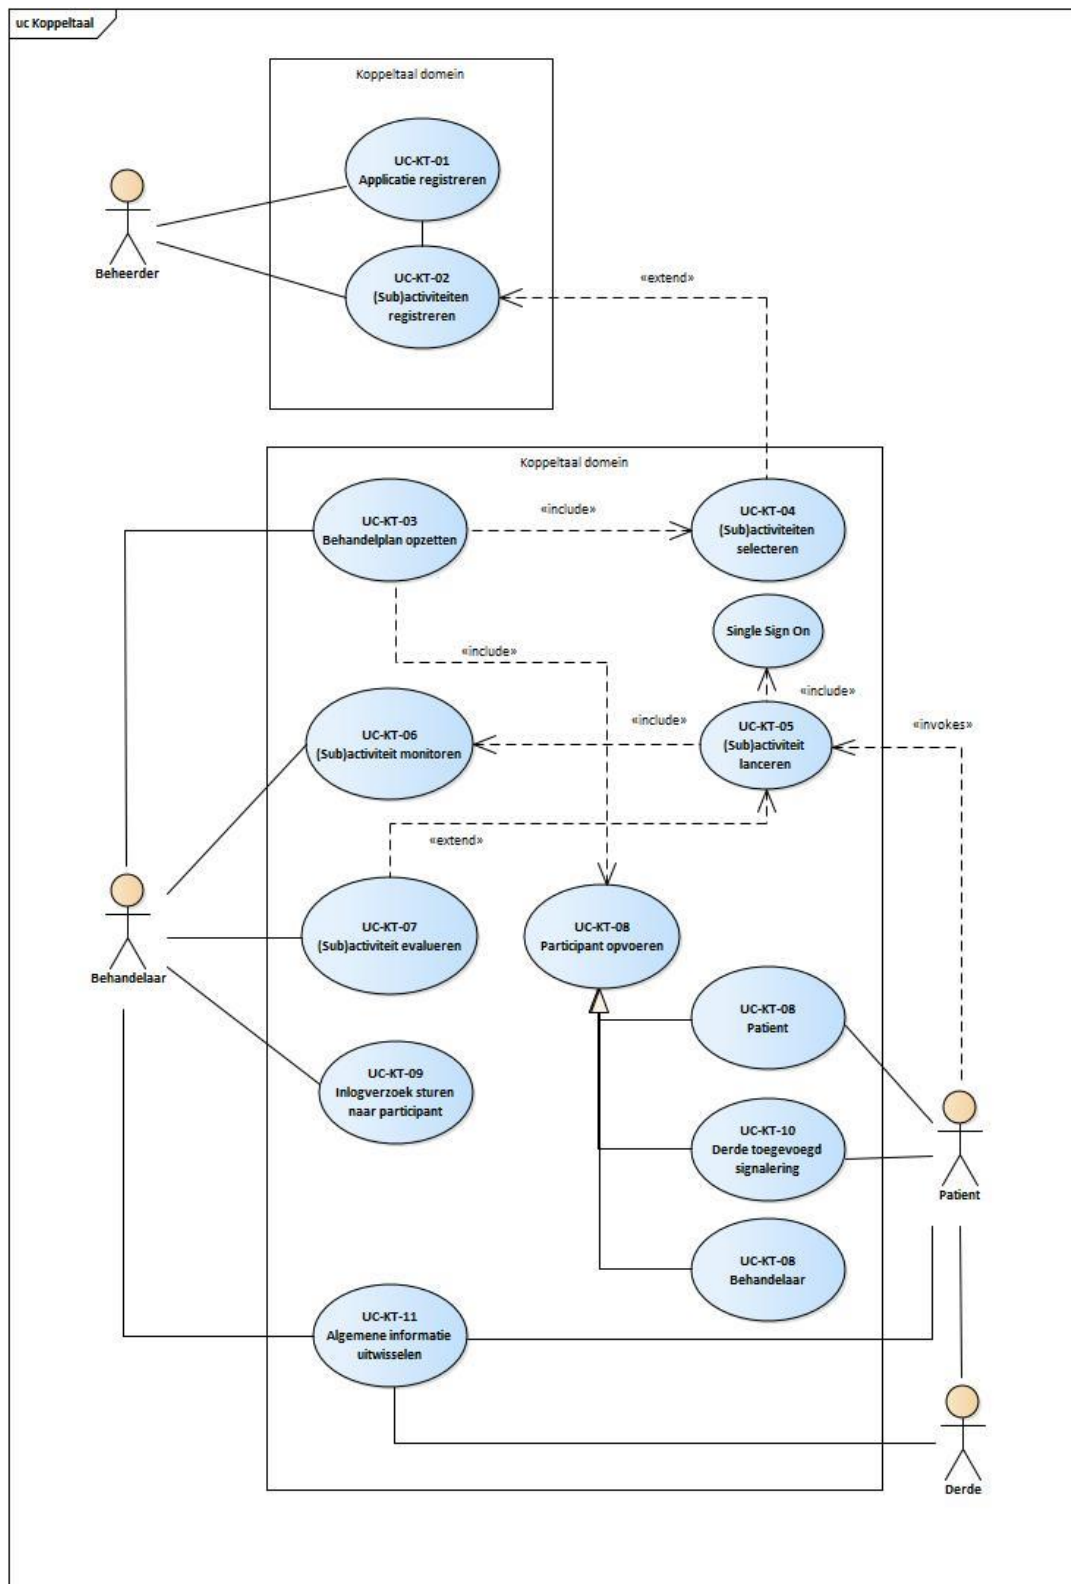 uc Koppeltaal
Koppeltaal domein
UC-KT-01
Applicatie registreren
Beheerder
UC-KT-02
(Sub)activiteiten
registreren
«extend»
Koppeltaal domein
UC-KT-03
Behandelplan opzetten
«include»
UC-KT-04
(Sub)activiteiten
selecteren
Single Sign On
«include»
«include»
UC-KT-06
(Sub)activiteit monitoren
«include»
UC-KT-05
(Sub)activiteit
lanceren
«invokes»
«extend»
Behandelaar
UC-KT-07
(Sub)activiteit evalueren
UC-KT-08
Participant opvoeren
UC-KT-08
Patient
UC-KT-09
Inlogverzoek sturen
naar participant
UC-KT-10
Derde toegevoegd
signalering
Patient
UC-KT-08
Behandelaar
UC-KT-11
Algemene informatie
uitwisselen
Derde